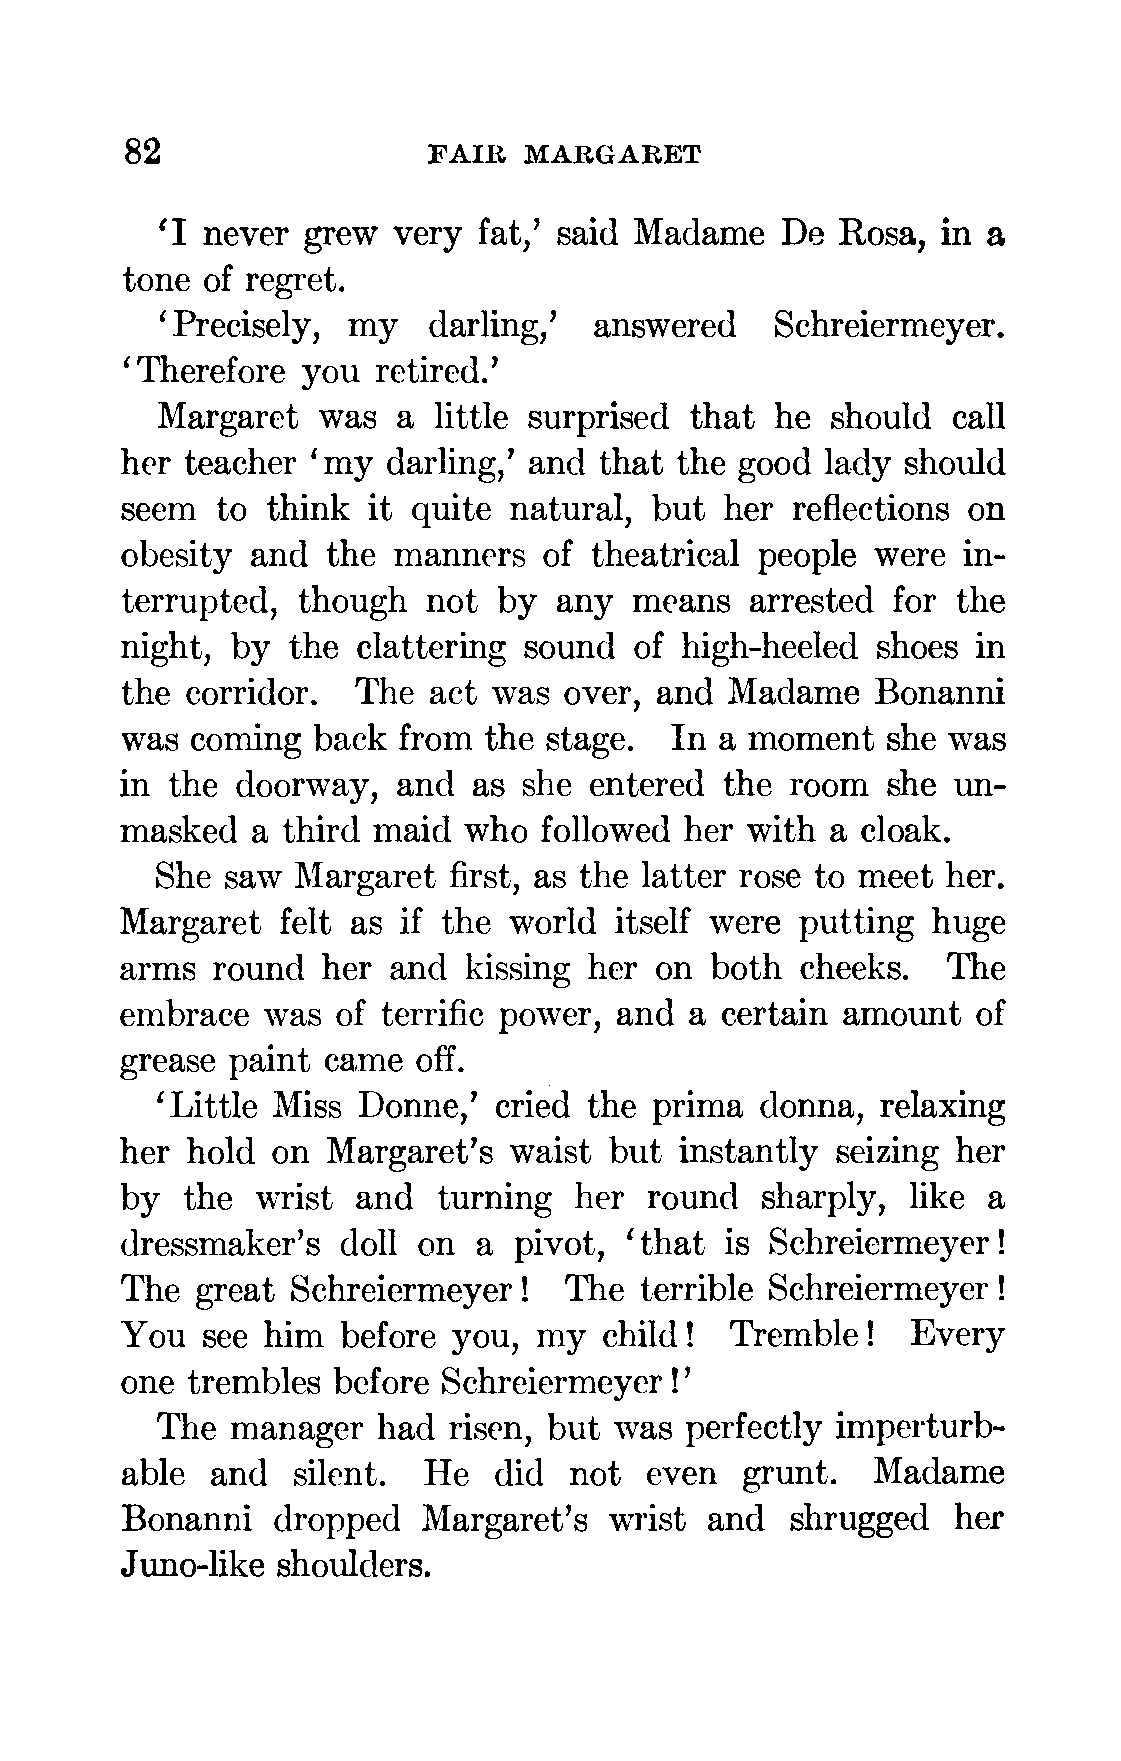 82 FAIR MARGARET
‘I never grew very fat,’ said Madame De Rosa, in a
tone of regret.
‘Precisely, my darling,’ answered Schreiermeyer.
‘Therefore you retired.’
Margaret was a little surprised that he should call
her teacher ‘my darling,’ and that the good lady should
seem to think it quite natural, but her reflections on
obesity and the manners of theatrical people were in-
terrupted, though not by any means arrested for the
night, by the clattering sound of high-heeled shoes in
the corridor. The act was over, and Madame Bonanni
was coming back from the stage. In a moment she was
in the doorway, and as she entered the room she un-
masked a third maid who followed her with a cloak.
She saw Margaret first, as the latter rose to meet her.
Margaret felt as if the world itself were putting huge
arms round her and kissing her on both cheeks. The
embrace was of terrific power, and a certain amount of
grease paint came off.
‘Little Miss Donne,’ cried the prima donna, relaxing
her hold on Margaret’s waist but instantly seizing her
by the wrist and turning her round sharply, like a
dressmaker’s doll on a pivot, ‘that is Schreiermeyer!
The great Schreiermeyer! The terrible Schreiermeyer!
You see him before you, my child! Tremble! Every
one trembles before Schreiermeyer!’
The manager had risen, but was perfectly imperturb-
able and silent. He did not even grunt. Madame
Bonanni dropped Margaret’s wrist and shrugged her
Juno-like shoulders.